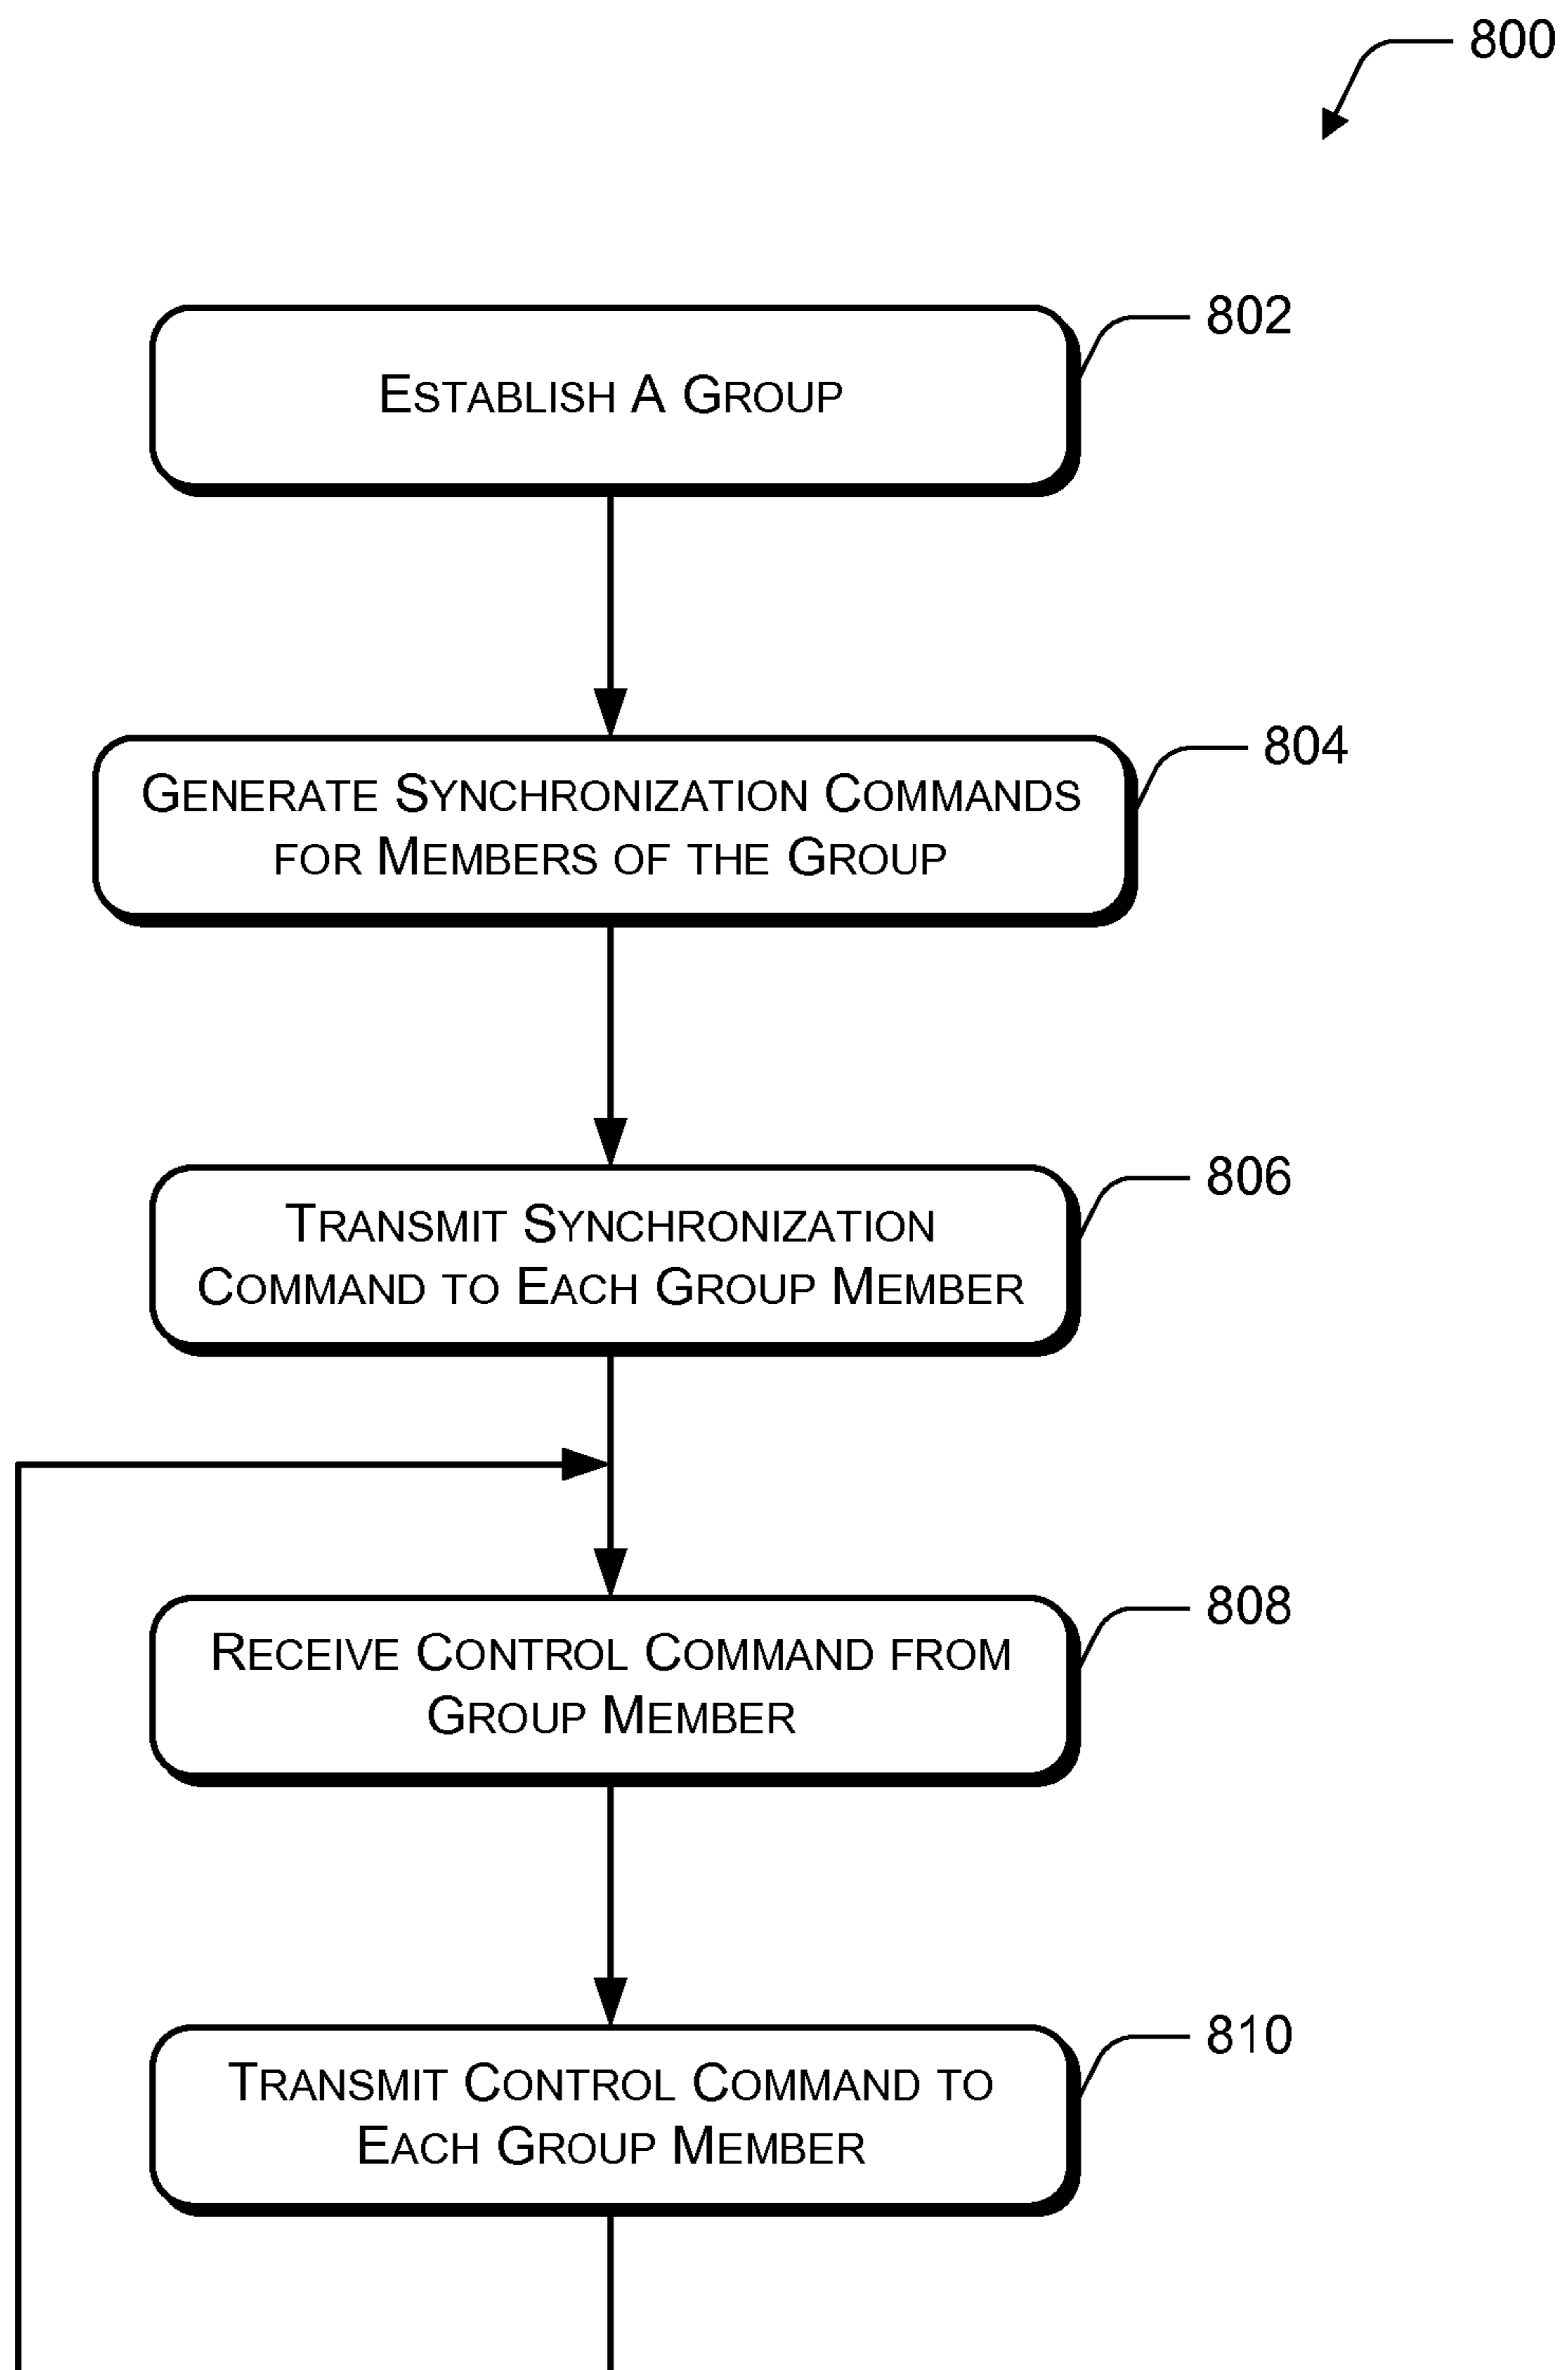 800
802
ESTABLISH A GROUP
804
GENERATE SYNCHRONIZATION COMMANDS
FOR MEMBERS OF THE GROUP
806
TRANSMIT SYNCHRONIZATION
COMMAND TO EACH GROUP MEMBER
808
RECEIVE CONTROL COMMAND FROM
GROUP MEMBER
810
TRANSMIT CONTROL COMMAND TO
EACH GROUP MEMBER